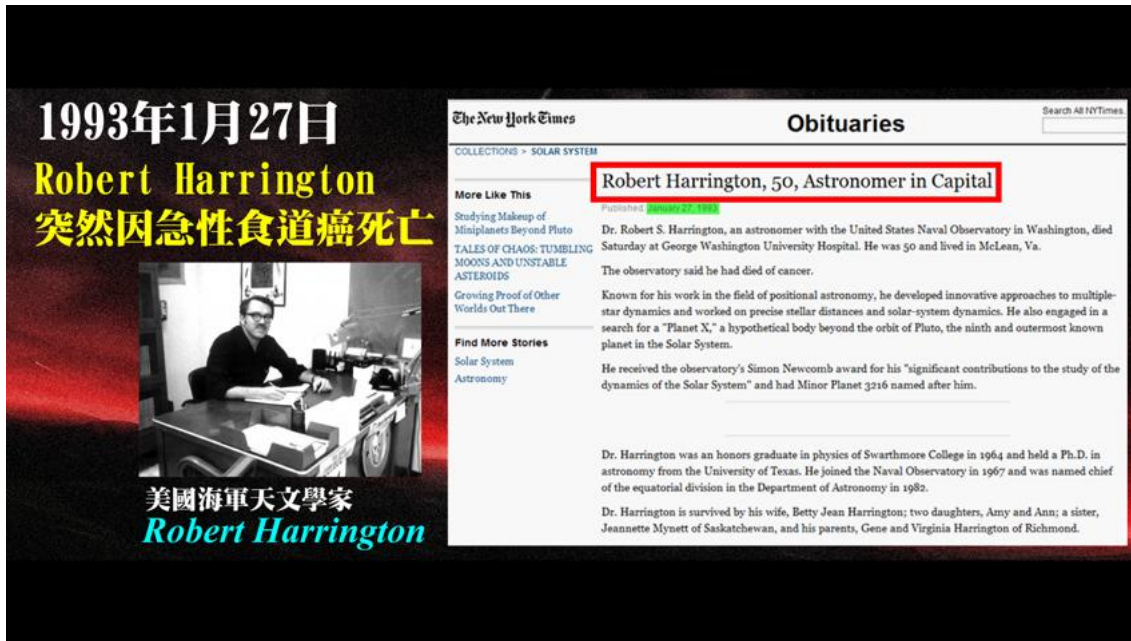 1993年1月27日
Robert Harrington
突然因急性食道癌死亡
美國海軍天文學家
Robert Harrington
The New York Times
Obituaries
Search All NYTimes.
COLLECTIONS > SOLAR SYSTEM
More Like This
Studying Makeup of
Miniplanets Beyond Pluto
TALES OF CHAOS: TUMBLING
MOONS AND UNSTABLE
ASTEROIDS
Growing Proof of Other
Worlds Out There
Find More Stories
Solar System
Astronomy
Robert Harrington, 50, Astronomer in Capital
Published: January 27, 1993
Dr. Robert S. Harrington, an astronomer with the United States Naval Observatory in Washington, died
Saturday at George Washington University Hospital. He was 50 and lived in McLean, Va.
The observatory said he had died of cancer.
Known for his work in the field of positional astronomy, he developed innovative approaches to multiple-
star dynamics and worked on precise stellar distances and solar-system dynamics. He also engaged in a
search for a "Planet X," a hypothetical body beyond the orbit of Pluto, the ninth and outermost known
planet in the Solar System.
He received the observatory's Simon Newcomb award for his "significant contributions to the study of the
dynamics of the Solar System" and had Minor Planet 3216 named after him.
Dr. Harrington was an honors graduate in physics of Swarthmore College in 1964 and held a Ph.D. in
astronomy from the University of Texas. He joined the Naval Observatory in 1967 and was named chief
of the equatorial division in the Department of Astronomy in 1982.
Dr. Harrington is survived by his wife, Betty Jean Harrington; two daughters, Amy and Ann; a sister,
Jeannette Mynett of Saskatchewan, and his parents, Gene and Virginia Harrington of Richmond.